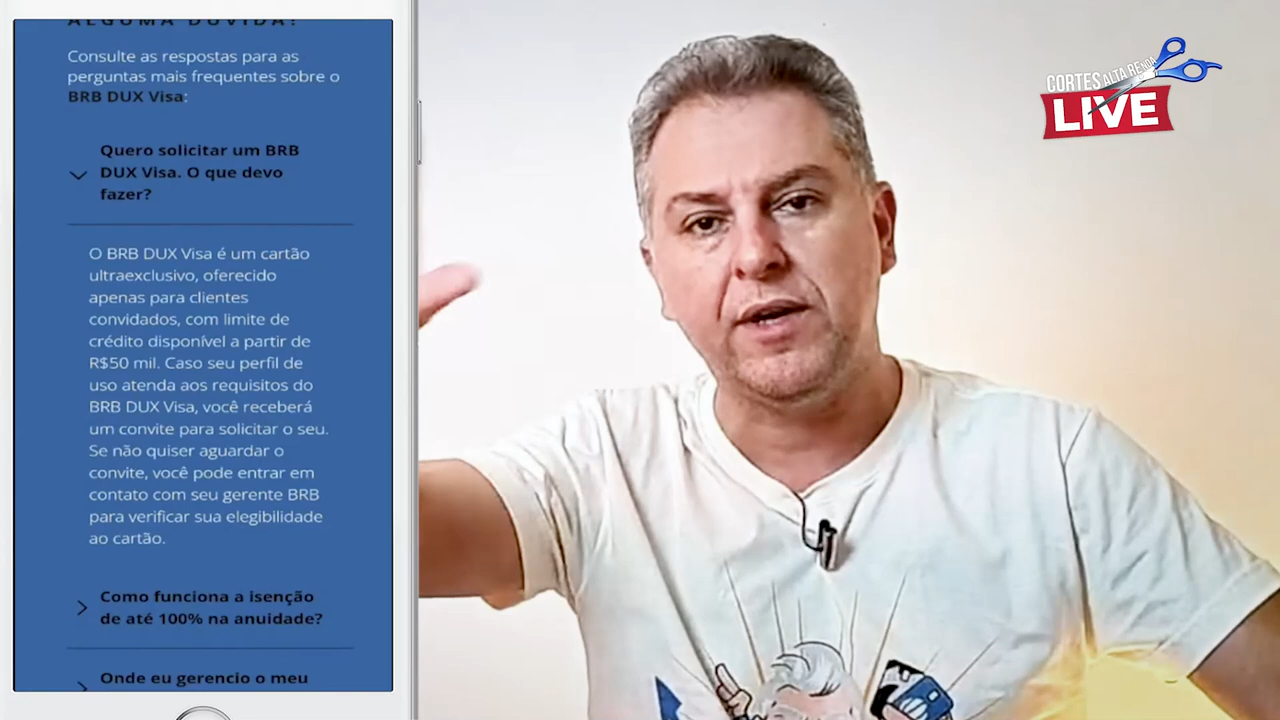 ALGUMA DÚVIDA?
Consulte as respostas para as
perguntas mais frequentes sobre o
BRB DUX Visa:
Quero solicitar um BRB
DUX Visa. O que devo
fazer?
O BRB DUX Visa é um cartão
ultraexclusivo, oferecido
apenas para clientes
convidados, com limite de
crédito disponível a partir de
R$50 mil. Caso seu perfil de
uso atenda aos requisitos do
BRB DUX Visa, você receberá
um convite para solicitar o seu.
Se não quiser aguardar o
convite, você pode entrar em
contato com seu gerente BRB
para verificar sua elegibilidade
ao cartão.
Como funciona a isenção
de até 100% na anuidade?
Onde eu gerencio o meu
CORTES ALTA RENDA
LIVE